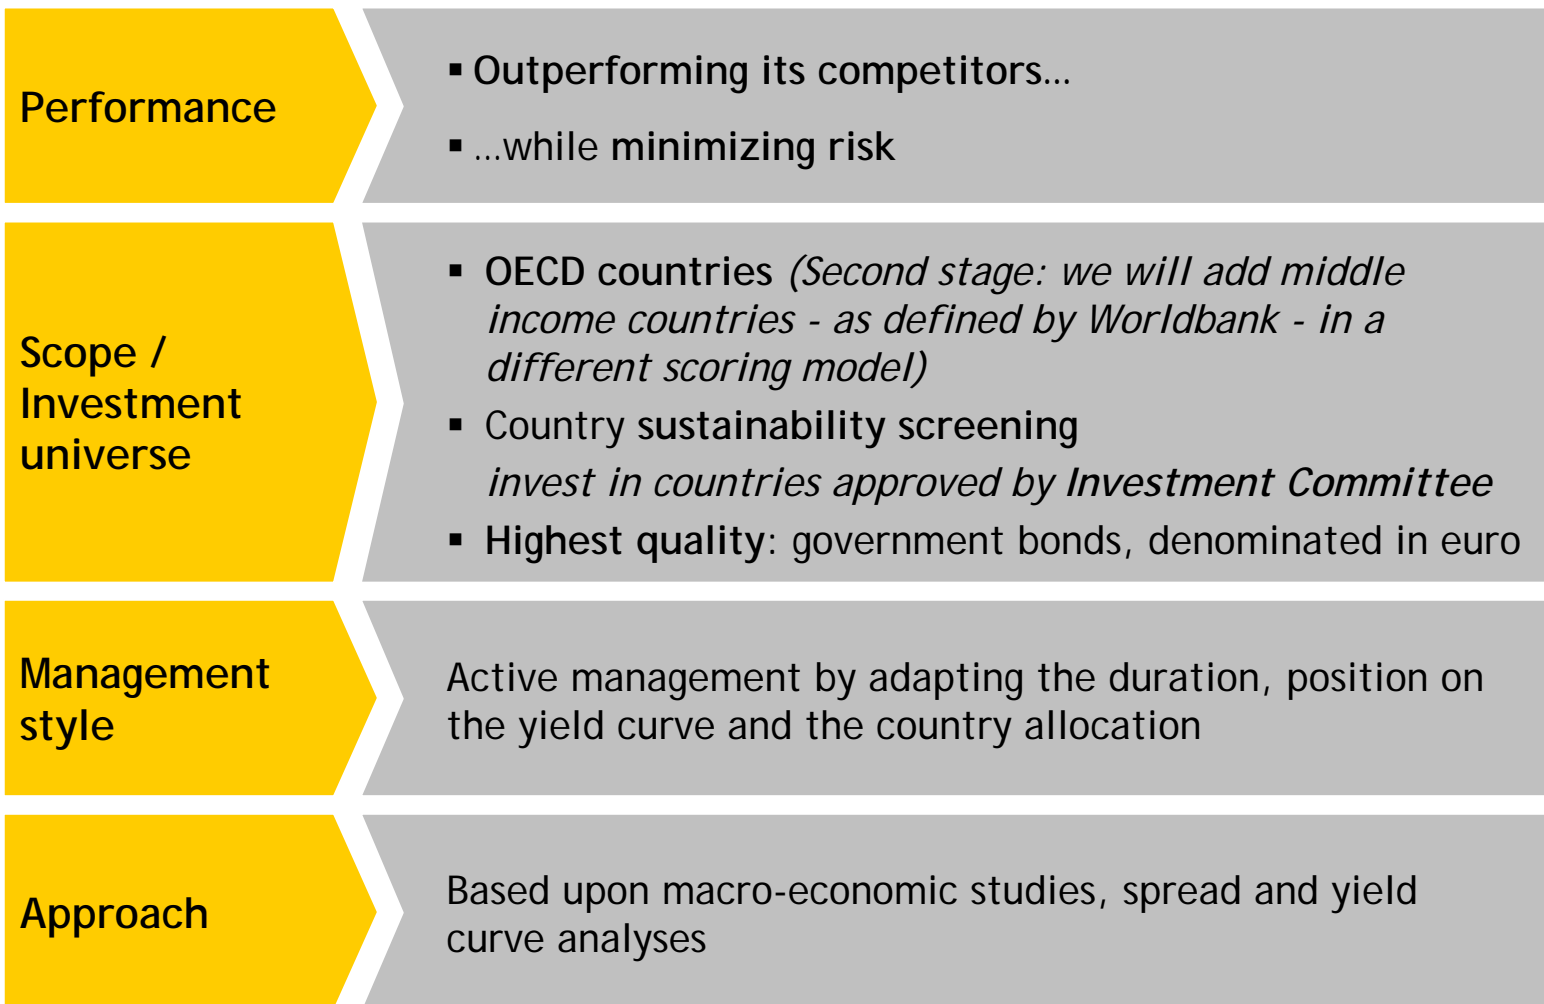 Performance
▪ Outperforming its competitors…
▪ …while minimizing risk
Scope /
Investment
universe
▪ OECD countries (Second stage: we will add middle
income countries - as defined by Worldbank - in a
different scoring model)
▪ Country sustainability screening
invest in countries approved by Investment Committee
▪ Highest quality: government bonds, denominated in euro
Management
style
Active management by adapting the duration, position on
the yield curve and the country allocation
Approach
Based upon macro-economic studies, spread and yield
curve analyses